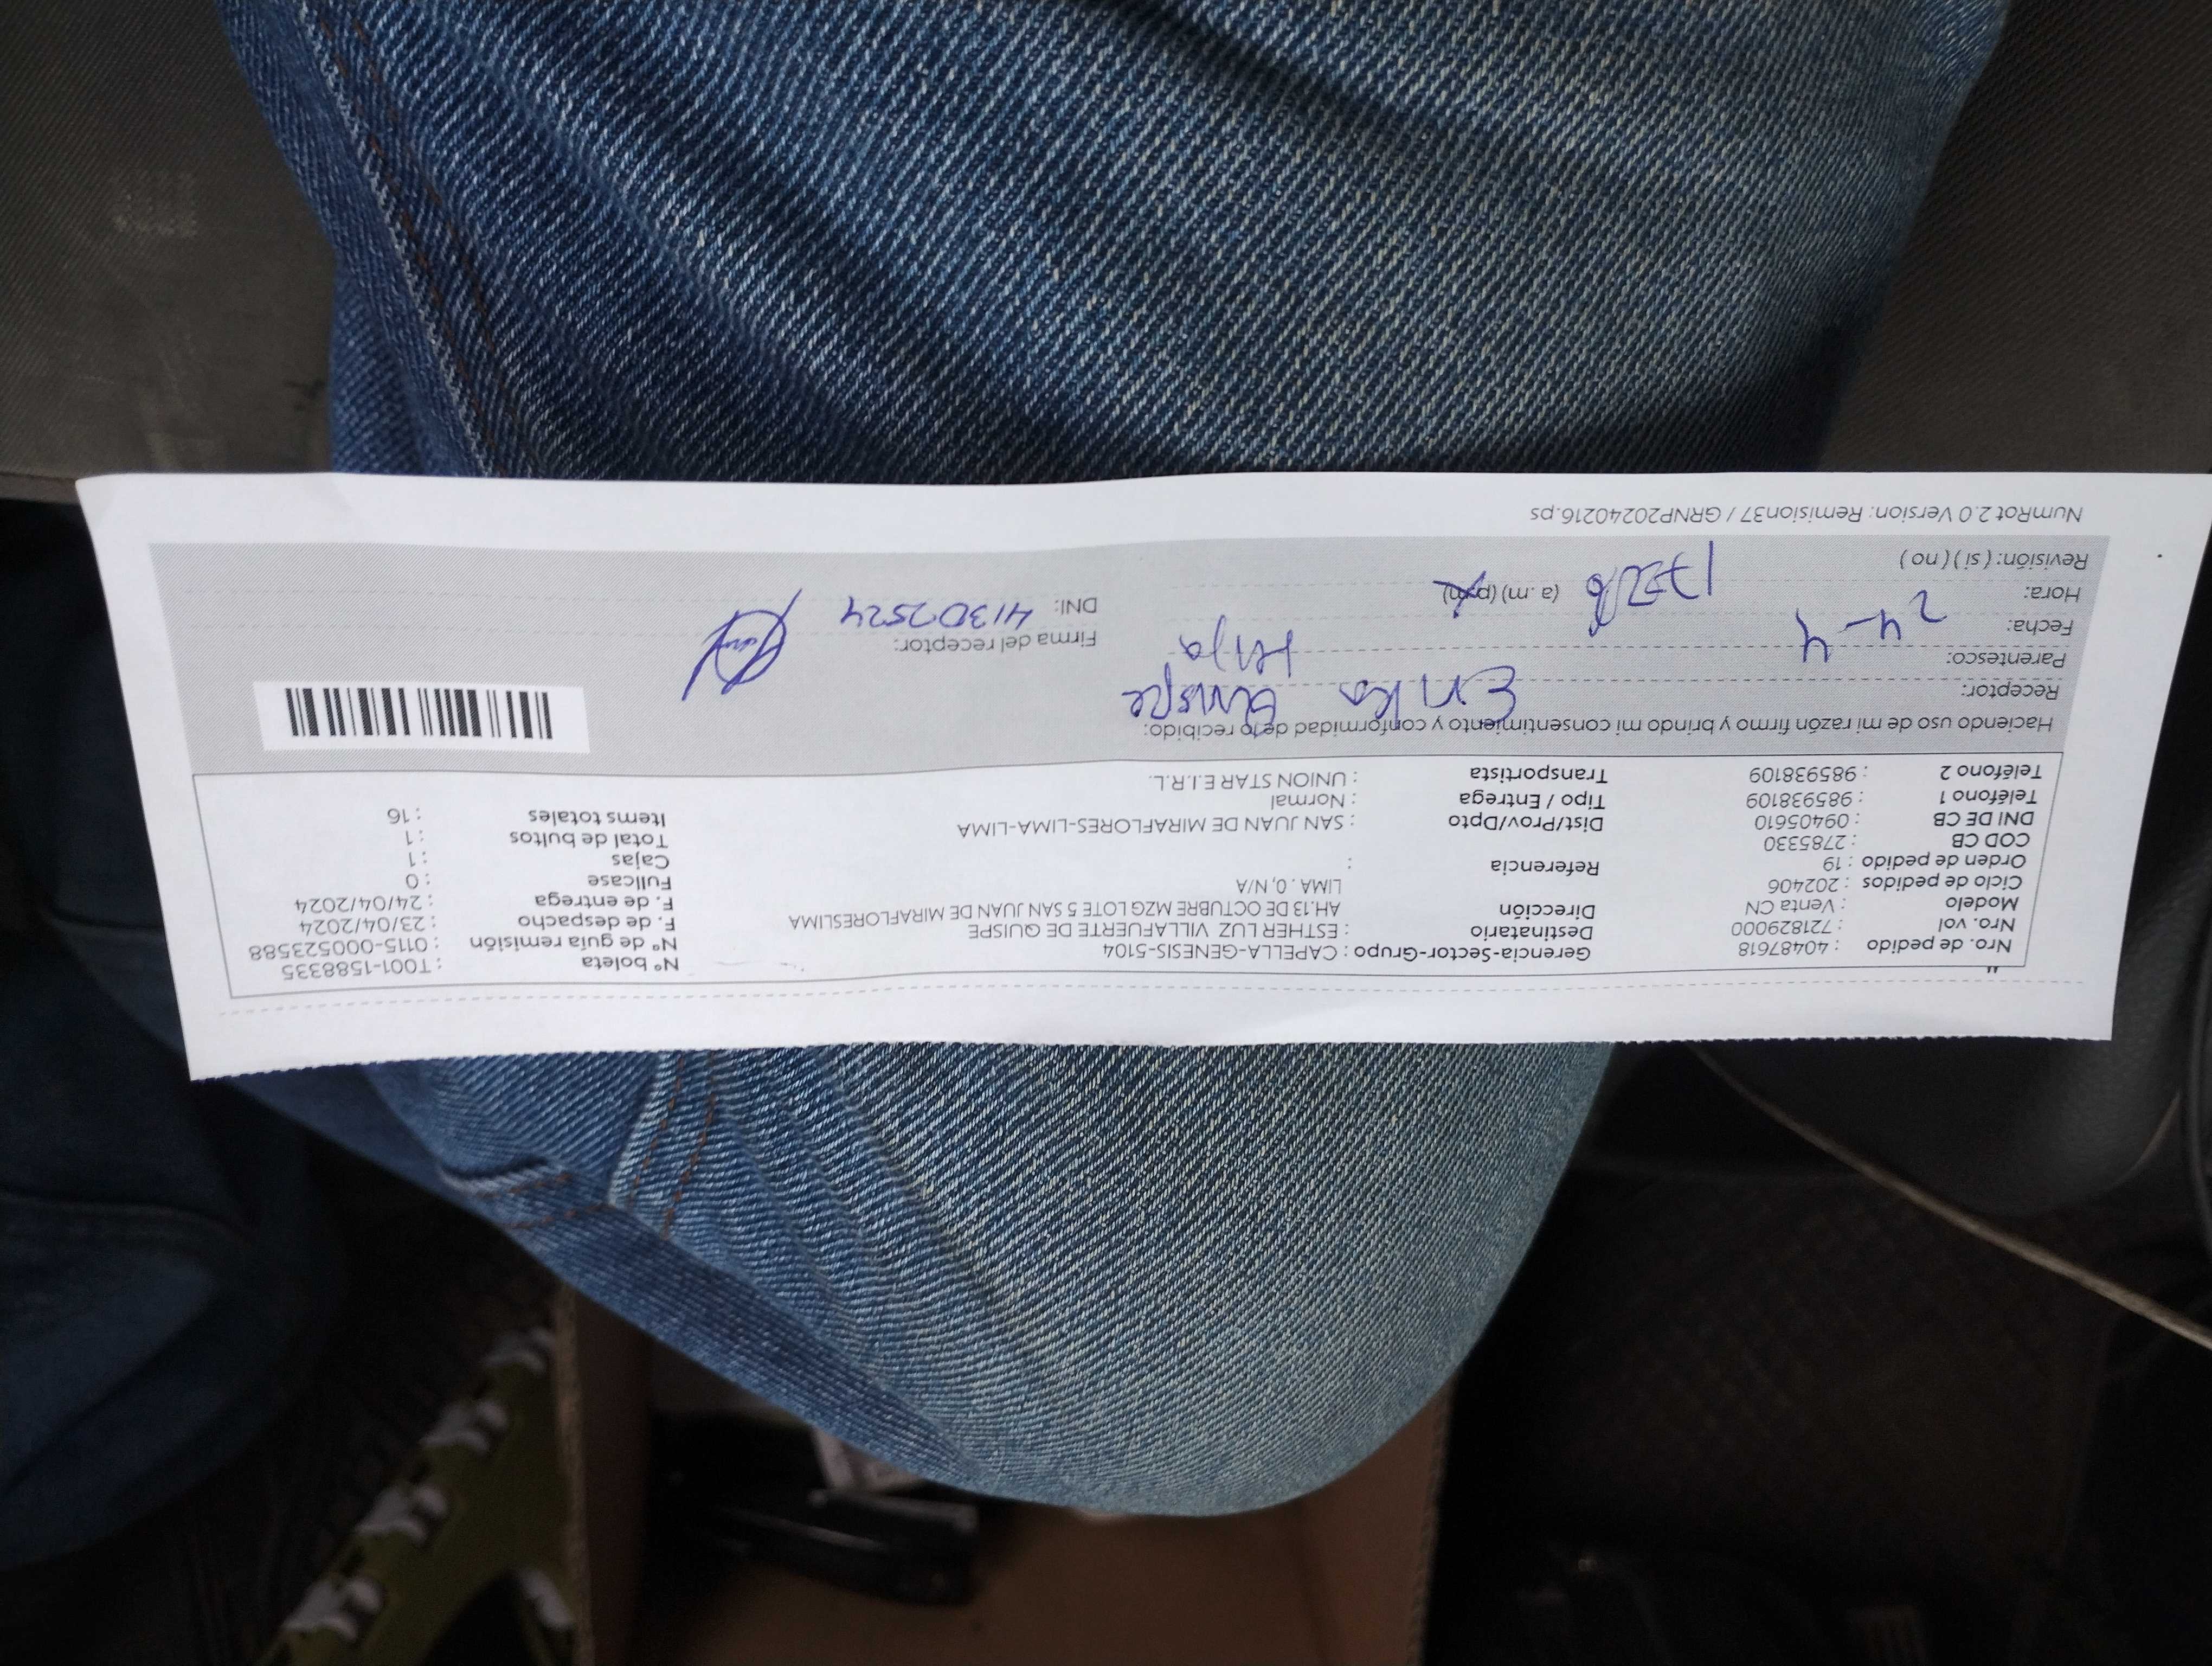 Nro. de pedido : 40487618 Gerencia-Sector-Grupo : CAPELLA-GENESIS-5104 N° boleta : T001-1588335
Nro. vol : 721829000 Destinatario : ESTHER LUZ VILLAFUERTE DE QUISPE N° de guía remisión : 0115-000523588
Modelo : Venta CN Dirección AH.13 DE OCTUBRE MZG LOTE 5 SAN JUAN DE MIRAFLORESLIMA F. de despacho : 23/04/2024
Ciclo de pedidos : 202406 LIMA . 0, N/A F. de entrega : 24/04/2024
Orden de pedido : 19 Referencia : Fullcase : 0
COD CB : 2785330 Cajas : 1
DNI DE CB : 09405610 Dist/Prov/Dpto : SAN JUAN DE MIRAFLORES-LIMA-LIMA Total de bultos : 1
Teléfono 1 : 985938109 Tipo / Entrega : Normal Items totales : 16
Teléfono 2 : 985938109 Transportista : UNION STAR E.I.R.L.
Haciendo uso de mi razón firmo y brindo mi consentimiento y conformidad de lo recibido:
Receptor: Erika Quispe
Parentesco: Hija Firma del receptor:
Fecha: 24-4 DNI: 41302524
Hora: (a.m) (pm)
Revisión: ( si ) ( no )
NumRot 2.0 Version: Remision37 / GRNP20240216.ps